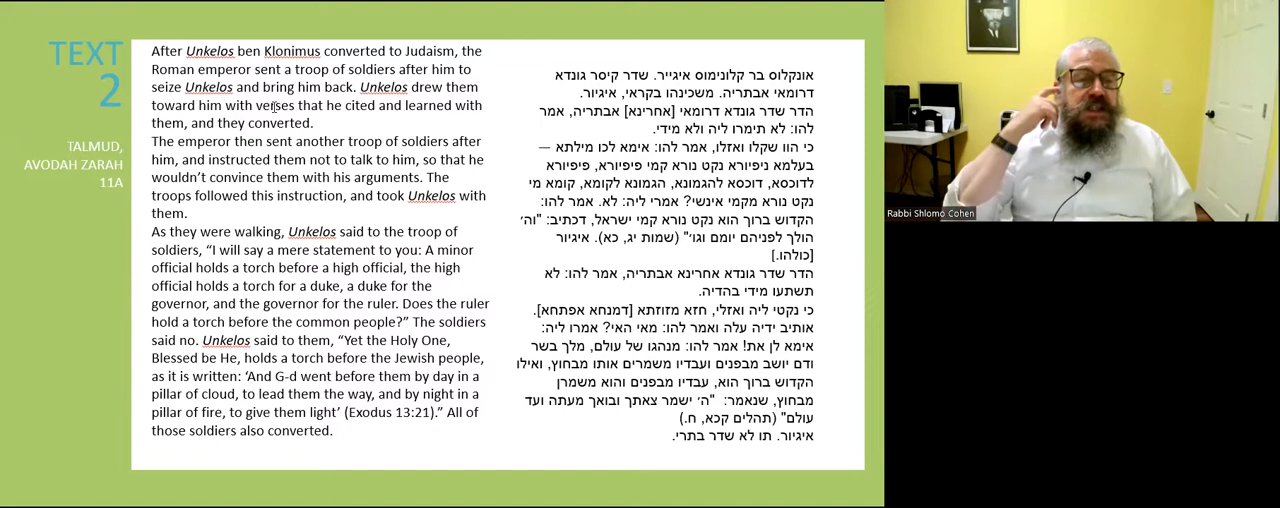 TEXT
2
TALMUD,
AVODAH ZARAH
11A
After Unkelos ben Klonimus converted to Judaism, the
Roman emperor sent a troop of soldiers after him to
seize Unkelos and bring him back. Unkelos drew them
toward him with verses that he cited and learned with
them, and they converted.
The emperor then sent another troop of soldiers after
him, and instructed them not to talk to him, so that he
wouldn’t convince them with his arguments. The
troops followed this instruction, and took Unkelos with
them.
As they were walking, Unkelos said to the troop of
soldiers, “I will say a mere statement to you: A minor
official holds a torch before a high official, the high
official holds a torch for a duke, a duke for the
governor, and the governor for the ruler. Does the ruler
hold a torch before the common people?” The soldiers
said no. Unkelos said to them, “Yet the Holy One,
Blessed be He, holds a torch before the Jewish people,
as it is written: ‘And G-d went before them by day in a
pillar of cloud, to lead them the way, and by night in a
pillar of fire, to give them light’ (Exodus 13:21).” All of
those soldiers also converted.
אונקלוס בר קלונימוס איגייר. שדר קיסר גונדא
דרומאי אבתריה. משכינהו בקראי, איגיור.
הדר שדר גונדא דרומאי [אחרינא] אבתריה, אמר
להו: לא תימרו ליה ולא מידי.
כי הוו שקלו ואזלו, אמר להו: אימא לכו מילתא —
בעלמא ניפיורא נקט נורא קמי פיפיורא, פיפיורא
לדוכסא, דוכסא להגמונא, הגמונא לקומא, קומא מי
נקט נורא מקמי אינשי? אמרי ליה: לא. אמר להו:
הקדוש ברוך הוא נקט נורא קמי ישראל, דכתיב: "וה׳
הולך לפניהם יומם וגו׳" (שמות יג, כא). איגיור
[כולהו.]
הדר שדר גונדא אחרינא אבתריה, אמר להו: לא
תשתעו מידי בהדיה.
כי נקטי ליה ואזלי, חזא מזוזתא [דמנחא אפתחא].
אותיב ידיה עלה ואמר להו: מאי האי? אמרו ליה:
אימא לן את! אמר להו: מנהגו של עולם, מלך בשר
ודם יושב מבפנים ועבדיו משמרים אותו מבחוץ, ואילו
הקדוש ברוך הוא, עבדיו מבפנים והוא משמרן
מבחוץ, שנאמר: "ה׳ ישמר צאתך ובואך מעתה ועד
עולם" (תהלים קכא, ח.)
איגיור. תו לא שדר בתרי.
Rabbi Shlomo Cohen